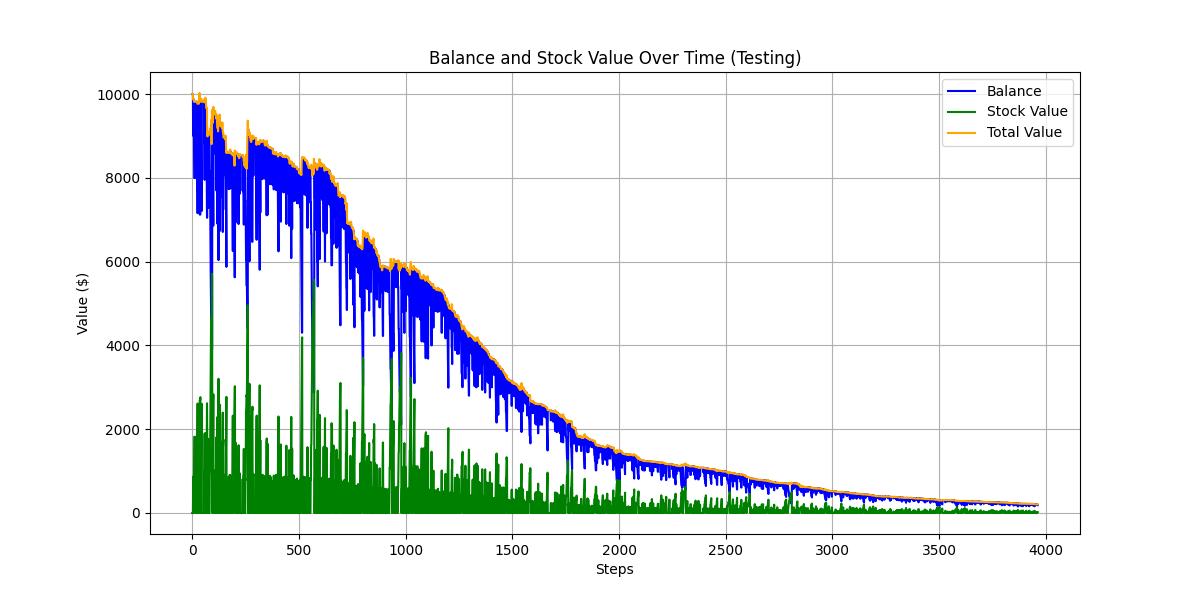 Balance and Stock Value Over Time (Testing)
Balance
Stock Value
Total Value
Value ($)
10000
8000
6000
4000
2000
0
0 500 1000 1500 2000 2500 3000 3500 4000
Steps